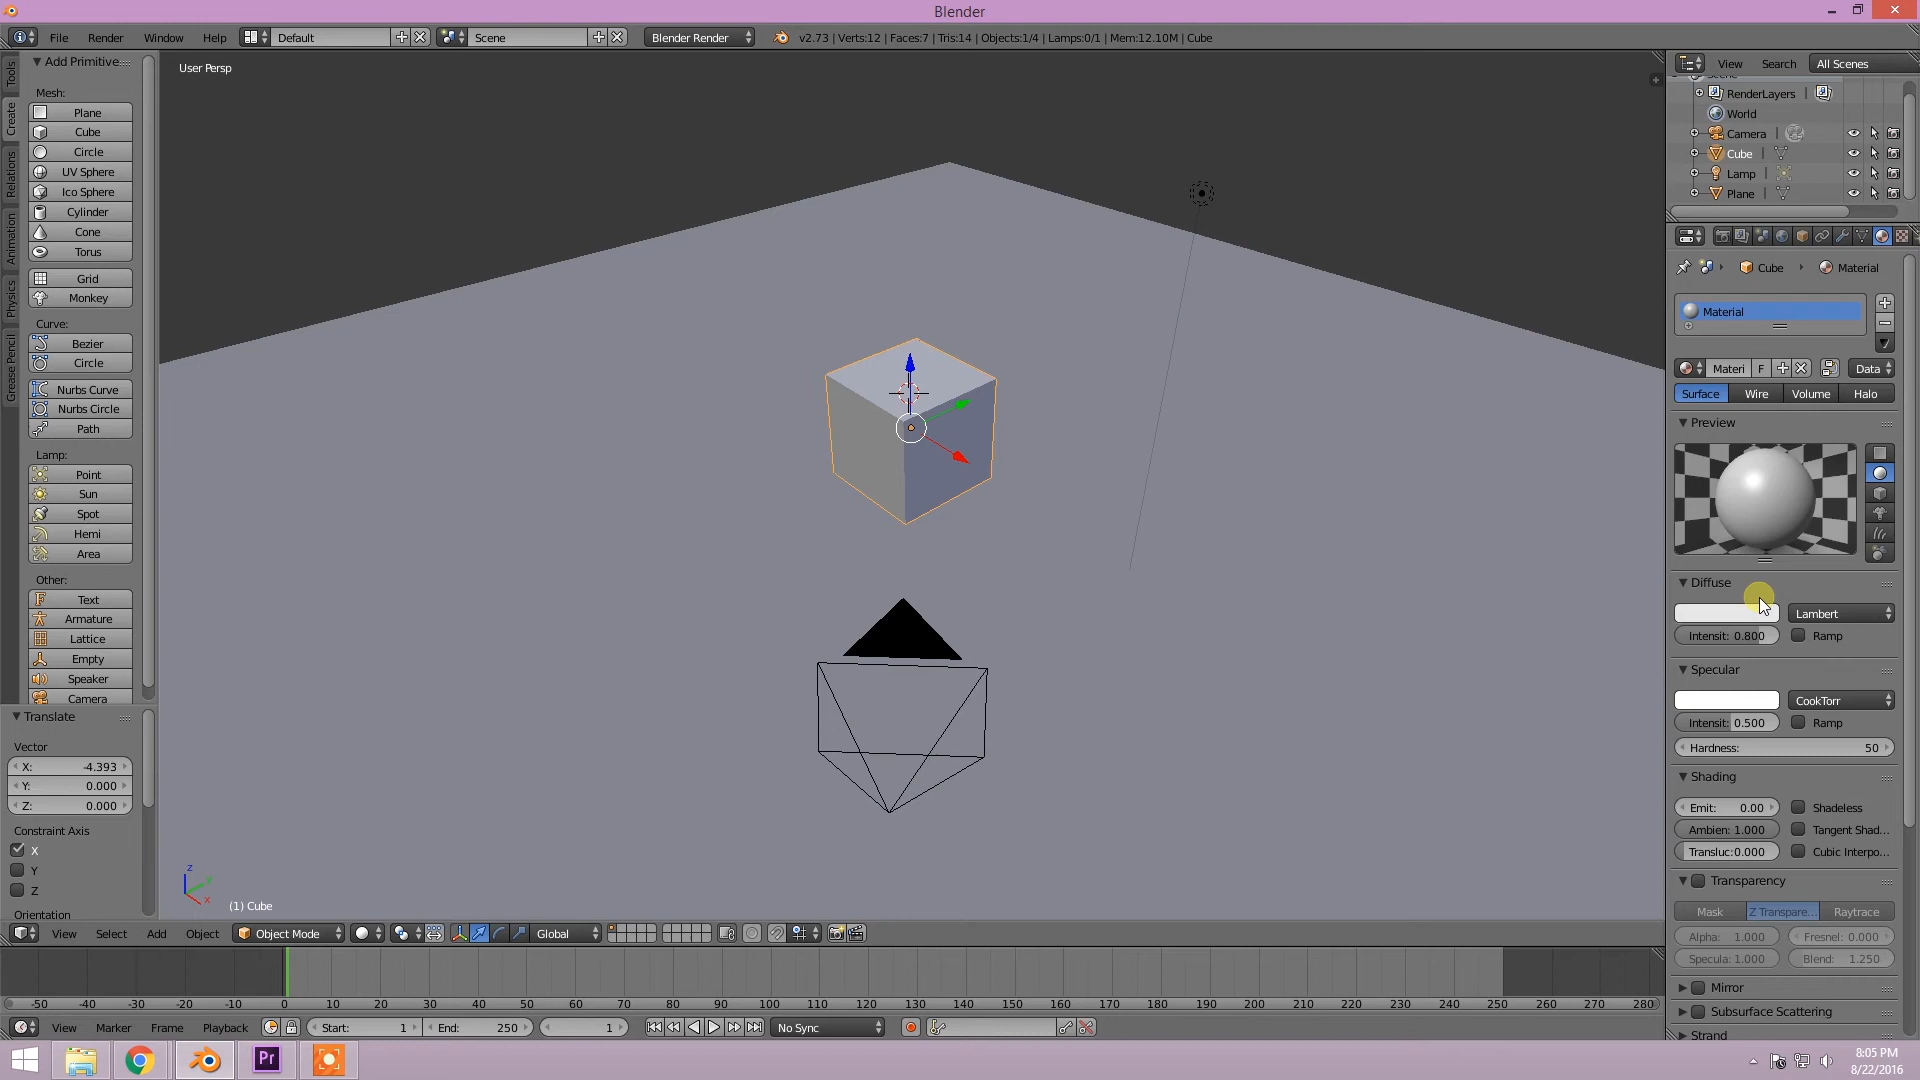 Blender
File Render Window Help Default Scene Blender Render v2.73 | Verts:12 | Faces:7 | Tris:14 | Objects:1/4 | Lamps:0/1 | Mem:12.10M | Cube
Tools
Create
Relations
Animation
Physics
Grease Pencil
Add Primitive
Mesh:
Plane
Cube
Circle
UV Sphere
Ico Sphere
Cylinder
Cone
Torus
Grid
Monkey
Curve:
Bezier
Circle
Nurbs Curve
Nurbs Circle
Path
Lamp:
Point
Sun
Spot
Hemi
Area
Other:
Text
Armature
Lattice
Empty
Speaker
Camera
Translate
Vector
X: -4.393
Y: 0.000
Z: 0.000
Constraint Axis
X
Y
Z
Orientation
User Persp
z
x
(1) Cube
View Select Add Object Object Mode Global
-50 -40 -30 -20 -10 0 10 20 30 40 50 60 70 80 90 100 110 120 130 140 150 160 170 180 190 200 210 220 230 240 250 260 270 280
View Marker Frame Playback Start: 1 End: 250 1 No Sync
View Search All Scenes
RenderLayers |
World
Camera |
Cube |
Lamp |
Plane |
Cube Material
Material
Materi F Data
Surface Wire Volume Halo
Preview
Diffuse
Lambert
Intensit: 0.800 Ramp
Specular
CookTorr
Intensit: 0.500 Ramp
Hardness: 50
Shading
Emit: 0.00 Shadeless
Ambien: 1.000 Tangent Shad...
Transluc:0.000 Cubic Interpo...
Transparency
Mask Z Transpare... Raytrace
Alpha: 1.000 Fresnel: 0.000
Specula: 1.000 Blend: 1.250
Mirror
Subsurface Scattering
Strand
Pr
8:05 PM
8/22/2016